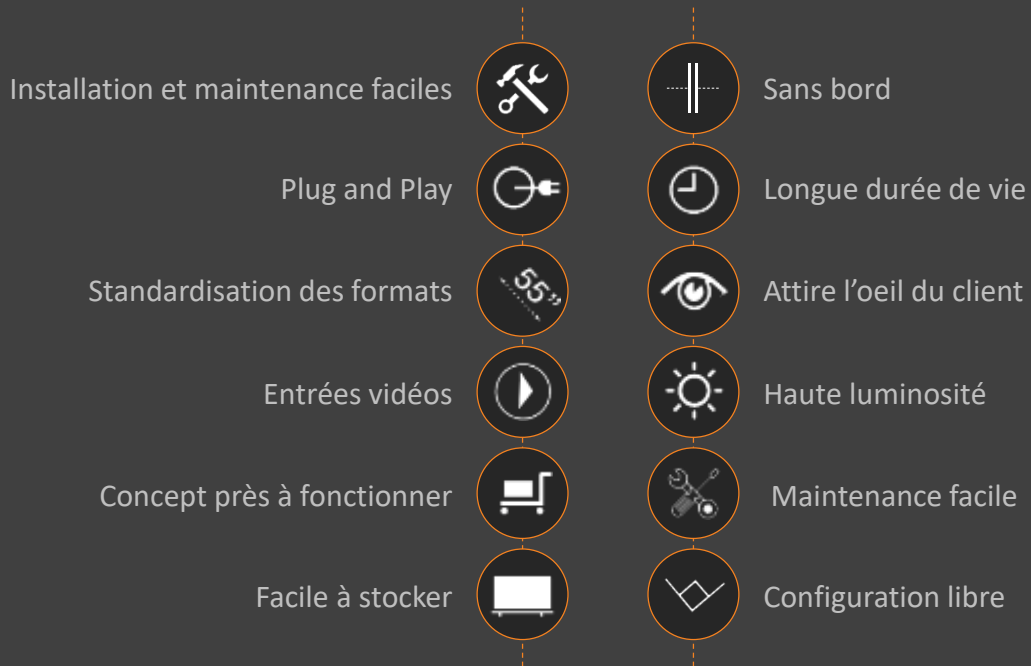 Installation et maintenance faciles
Sans bord
Plug and Play
Longue durée de vie
Standardisation des formats
55”
Attire l’oeil du client
Entrées vidéos
Haute luminosité
Concept près à fonctionner
Maintenance facile
Facile à stocker
Configuration libre